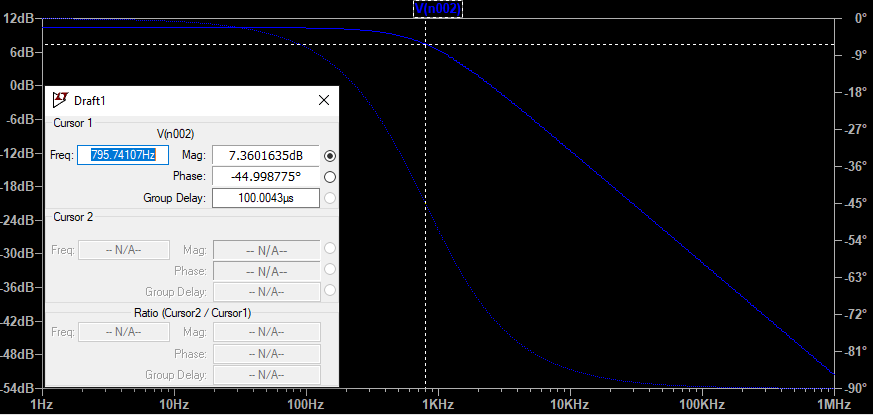 V(n002)
12dB
6dB
0dB
-6dB
-12dB
-18dB
-24dB
-30dB
-36dB
-42dB
-48dB
-54dB
Draft1
Cursor 1
V(n002)
Freq: 795.74107Hz Mag: 7.3601635dB
Phase: -44.998775°
Group Delay: 100.0043µs
Cursor 2
Freq: -- N/A-- Mag: -- N/A--
Phase: -- N/A--
Group Delay: -- N/A--
Ratio (Cursor2 / Cursor1)
Freq: -- N/A-- Mag: -- N/A--
Phase: -- N/A--
Group Delay: -- N/A--
0°
-9°
-18°
-27°
-36°
-45°
-54°
-63°
-72°
-81°
-90°
1Hz 10Hz 100Hz 1KHz 10KHz 100KHz 1MHz